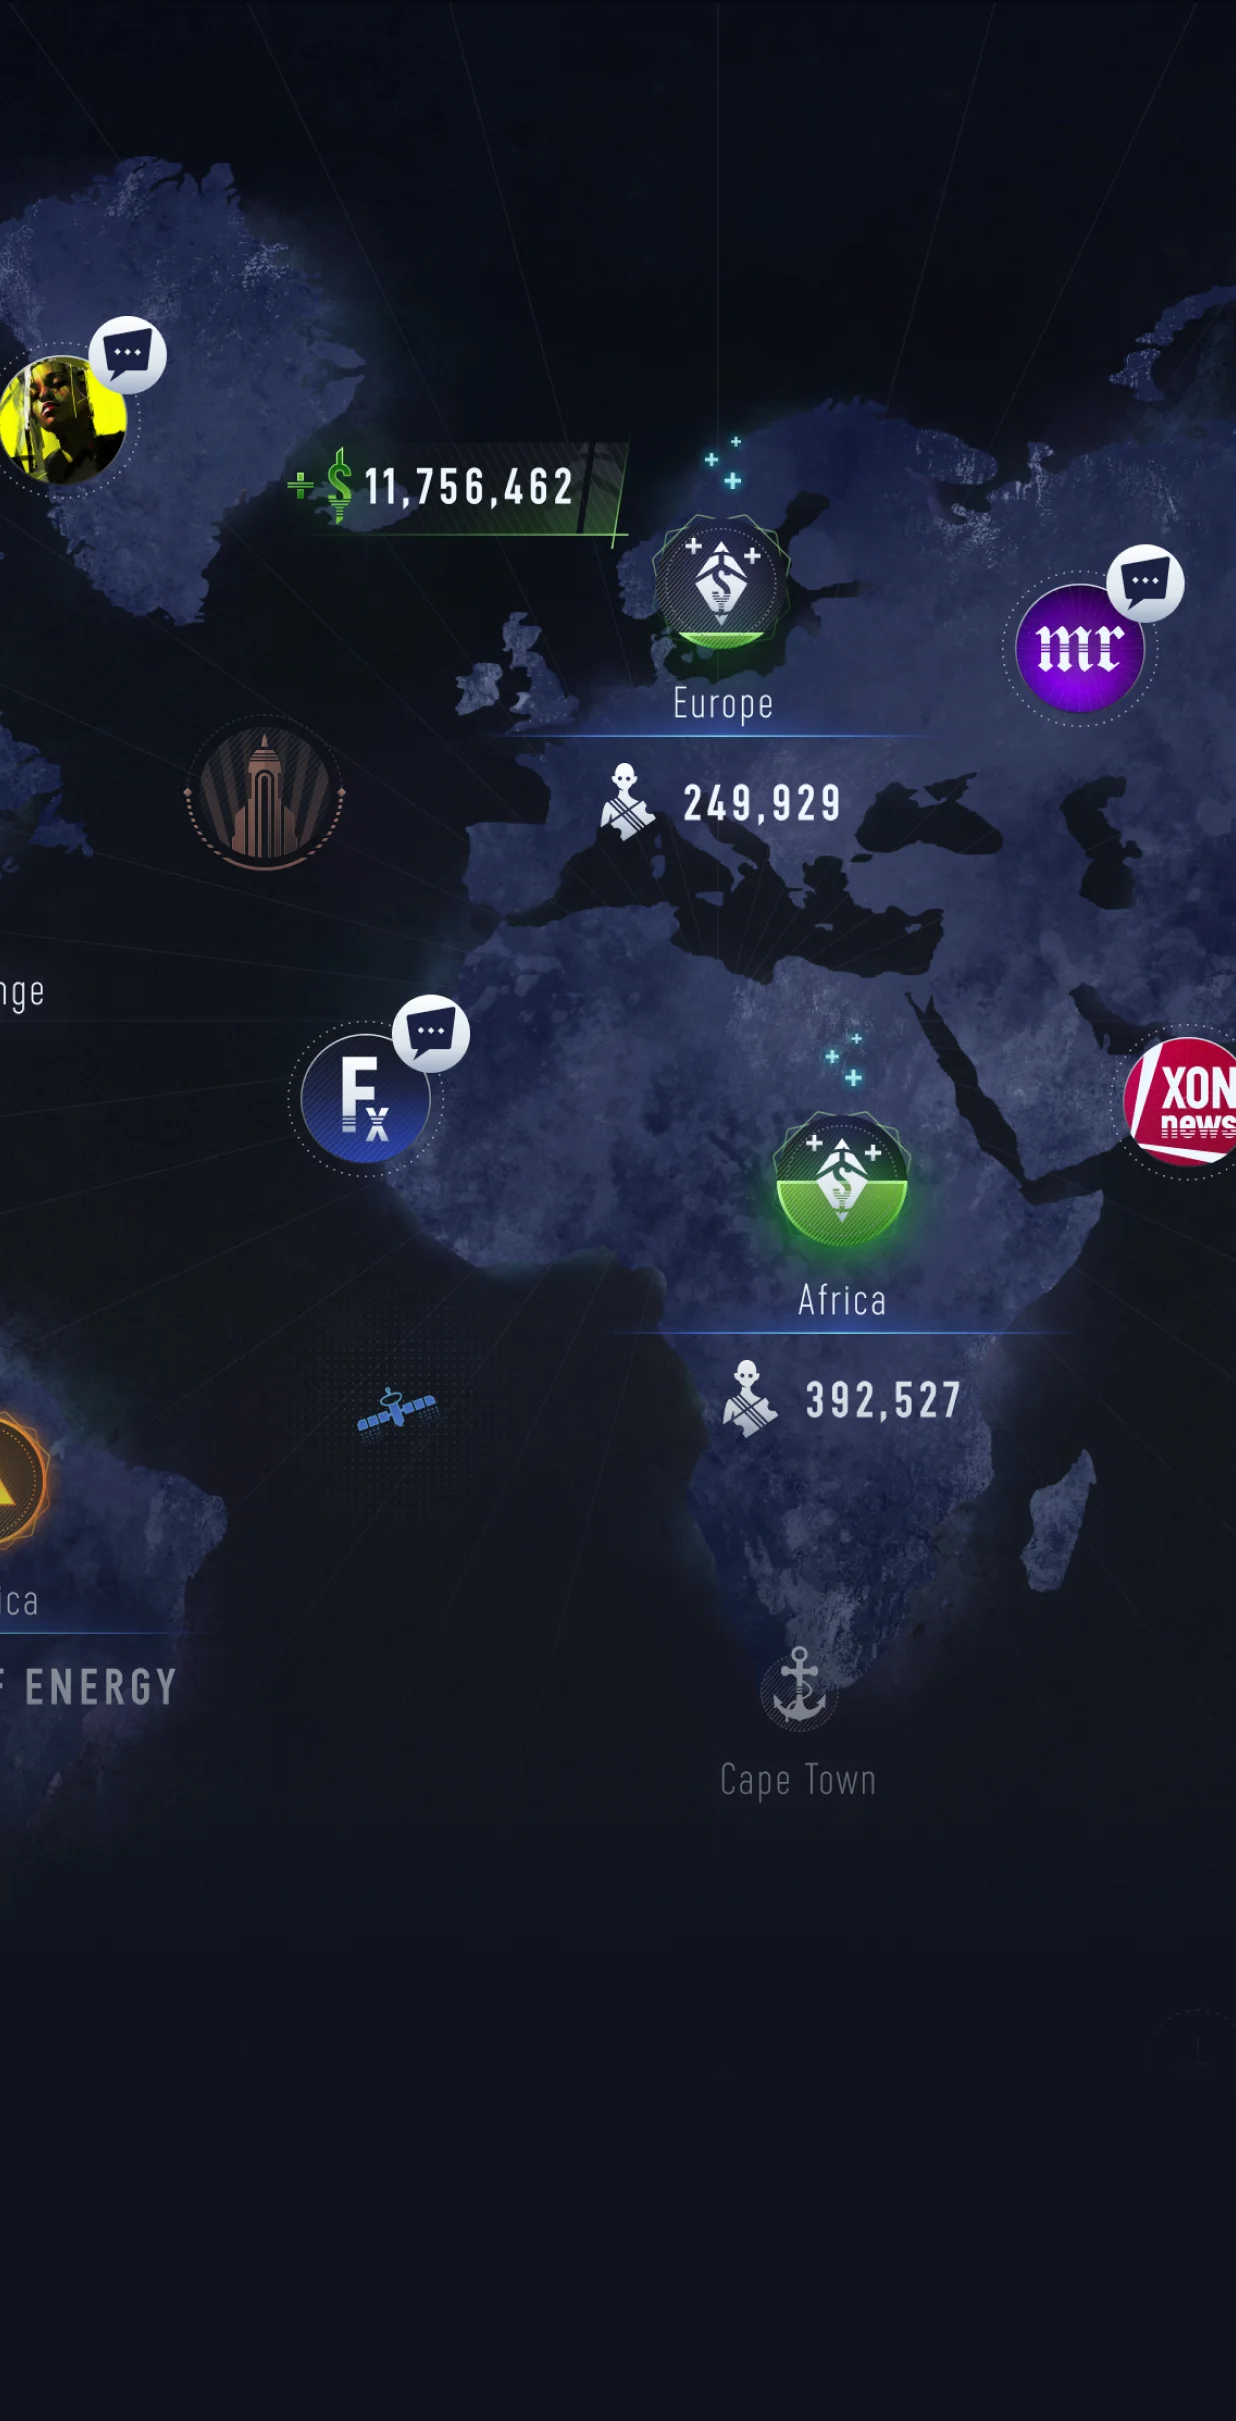 +$ 11,756,462
mr
Europe
249,929
nge
Fx
XON
news
Africa
392,527
ica
F ENERGY
Cape Town